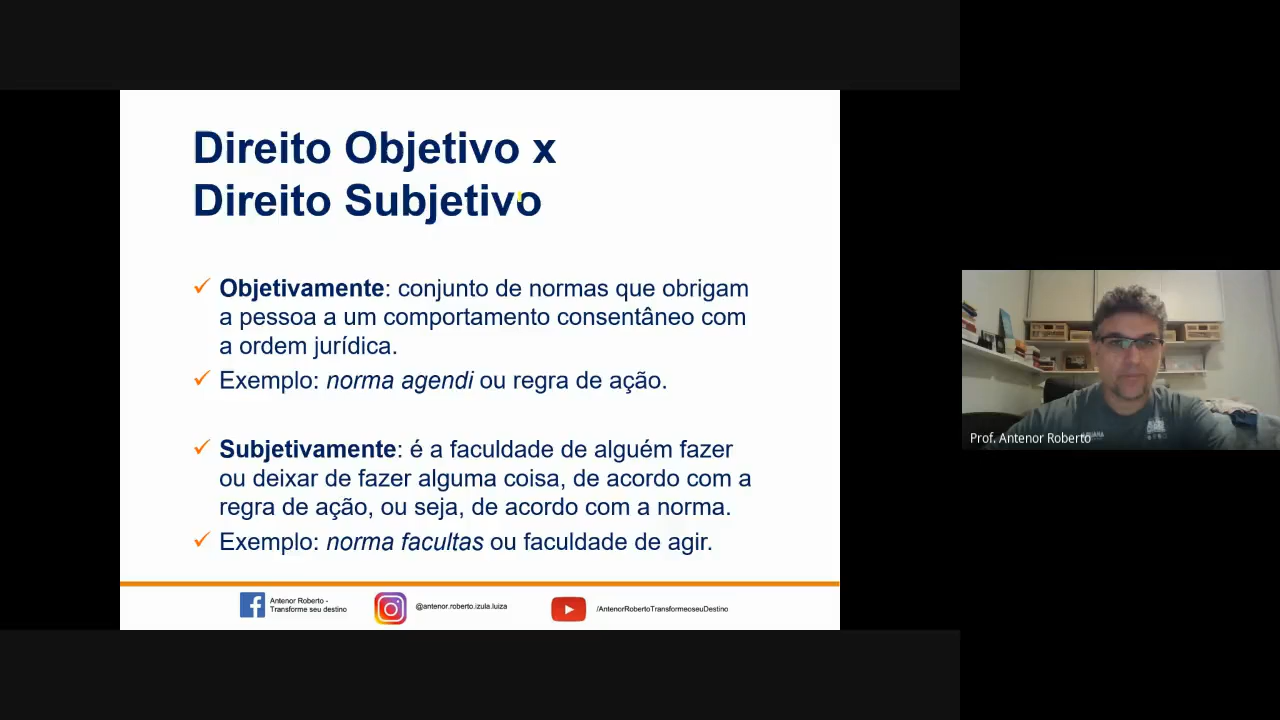 Direito Objetivo x
Direito Subjetivo
✓ Objetivamente: conjunto de normas que obrigam
a pessoa a um comportamento consentâneo com
a ordem jurídica.
✓ Exemplo: norma agendi ou regra de ação.
✓ Subjetivamente: é a faculdade de alguém fazer
ou deixar de fazer alguma coisa, de acordo com a
regra de ação, ou seja, de acordo com a norma.
✓ Exemplo: norma facultas ou faculdade de agir.
Antenor Roberto -
Transforme seu destino
@antenor.roberto.izula.luiza
/AntenorRobertoTransformeoseuDestino
Prof. Antenor Roberto